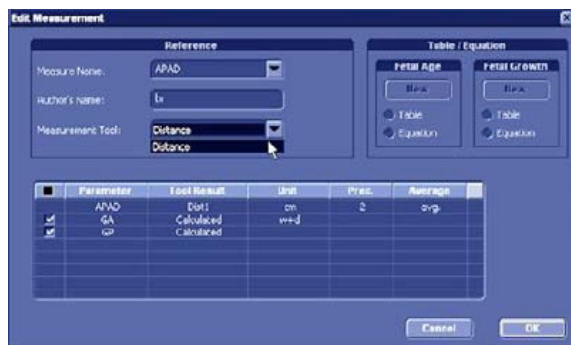 Edit Measurement
Reference
Measure Name: APAD
Author's Name:
Measurement Tool: Distance
Distance
Table / Equation
Fetal Age
Fetal Growth
New
New
Table
Table
Equation
Equation
Parameter Tool Result Unit Prec. Average
APAD Dist1 cm 2 avg.
GA Calculated w+d
GP Calculated
Cancel
OK